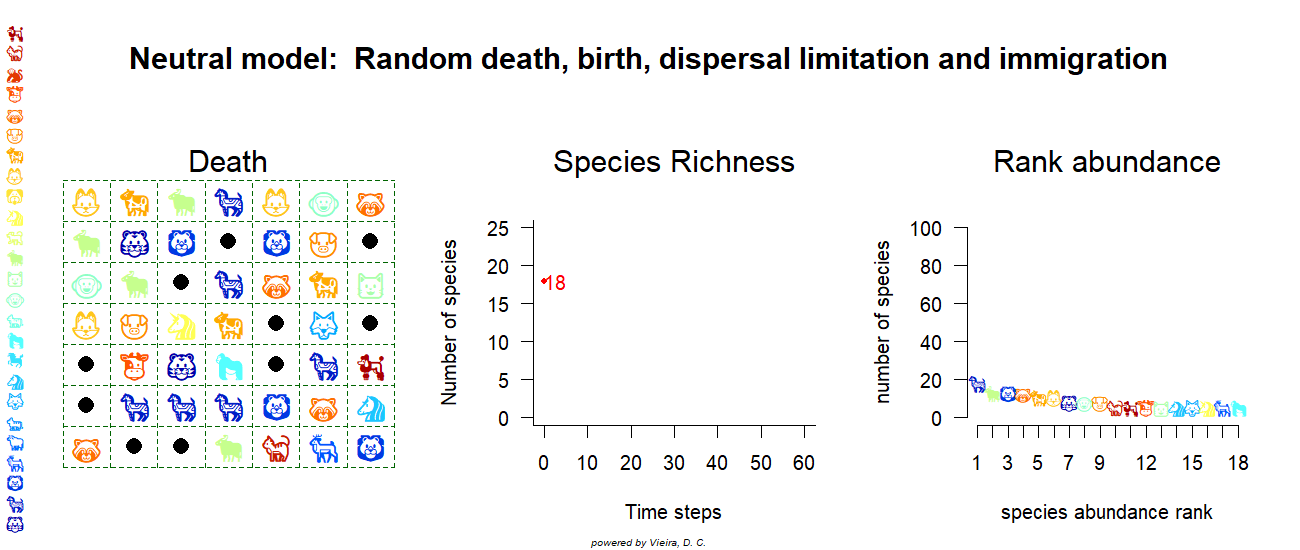 Neutral model:  Random death, birth, dispersal limitation and immigration
Death
Species Richness
Number of species
25
20
15
10
5
0
18
0 10 20 30 40 50 60
Time steps
Rank abundance
number of species
100
80
60
40
20
0
1 3 5 7 9 12 15 18
species abundance rank
powered by Vieira, D. C.